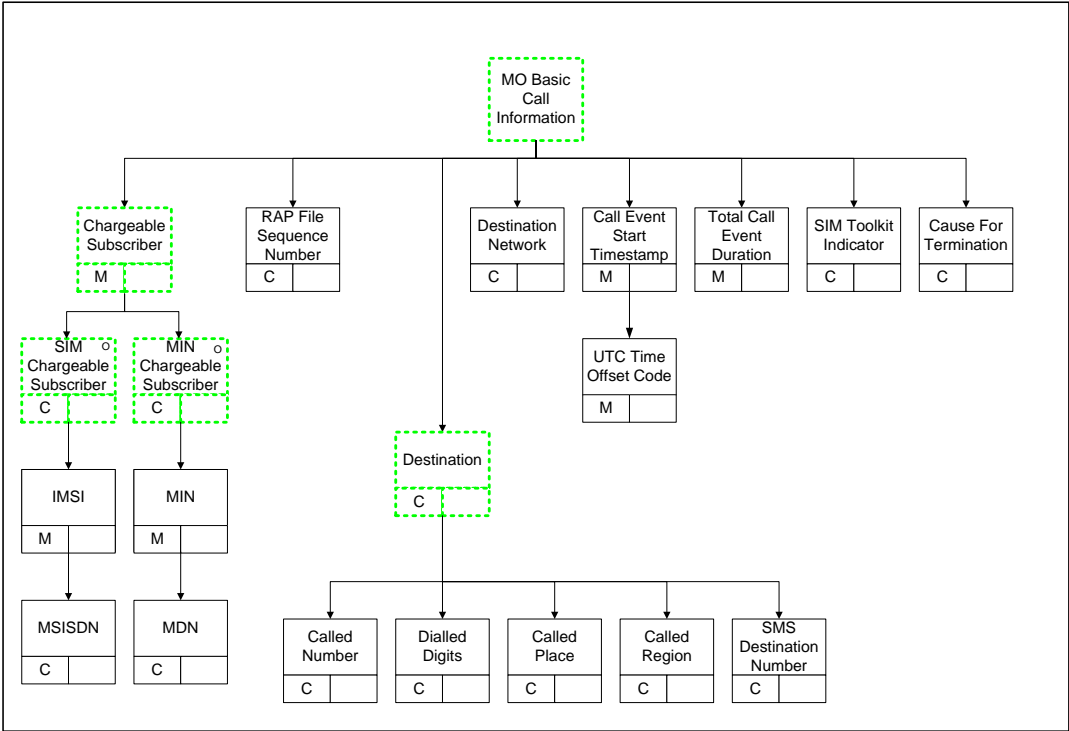 MO Basic
Call
Information
Chargeable
Subscriber
M
RAP File
Sequence
Number
C
Destination
Network
C
Call Event
Start
Timestamp
M
Total Call
Event
Duration
M
SIM Toolkit
Indicator
C
Cause For
Termination
C
SIM O
Chargeable
Subscriber
C
MIN O
Chargeable
Subscriber
C
UTC Time
Offset Code
M
Destination
C
IMSI
M
MIN
M
MSISDN
C
MDN
C
Called
Number
C
Dialled
Digits
C
Called
Place
C
Called
Region
C
SMS
Destination
Number
C